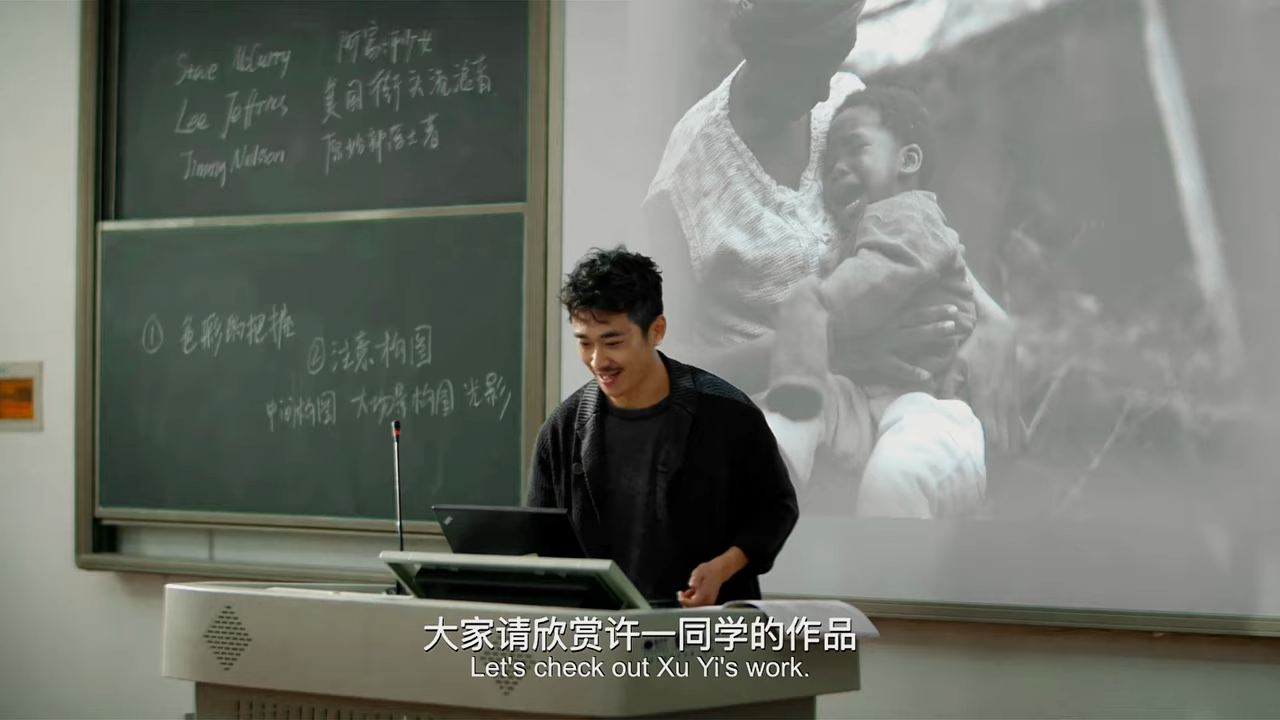 Steve McCurry 阿富汗少女
Lee Jeffries 美国街头流浪者
Jimmy Nelson 原始部落土著
① 色彩的把握
② 注意构图
中间构图 大场景构图 光影
大家请欣赏许一同学的作品
Let's check out Xu Yi's work.